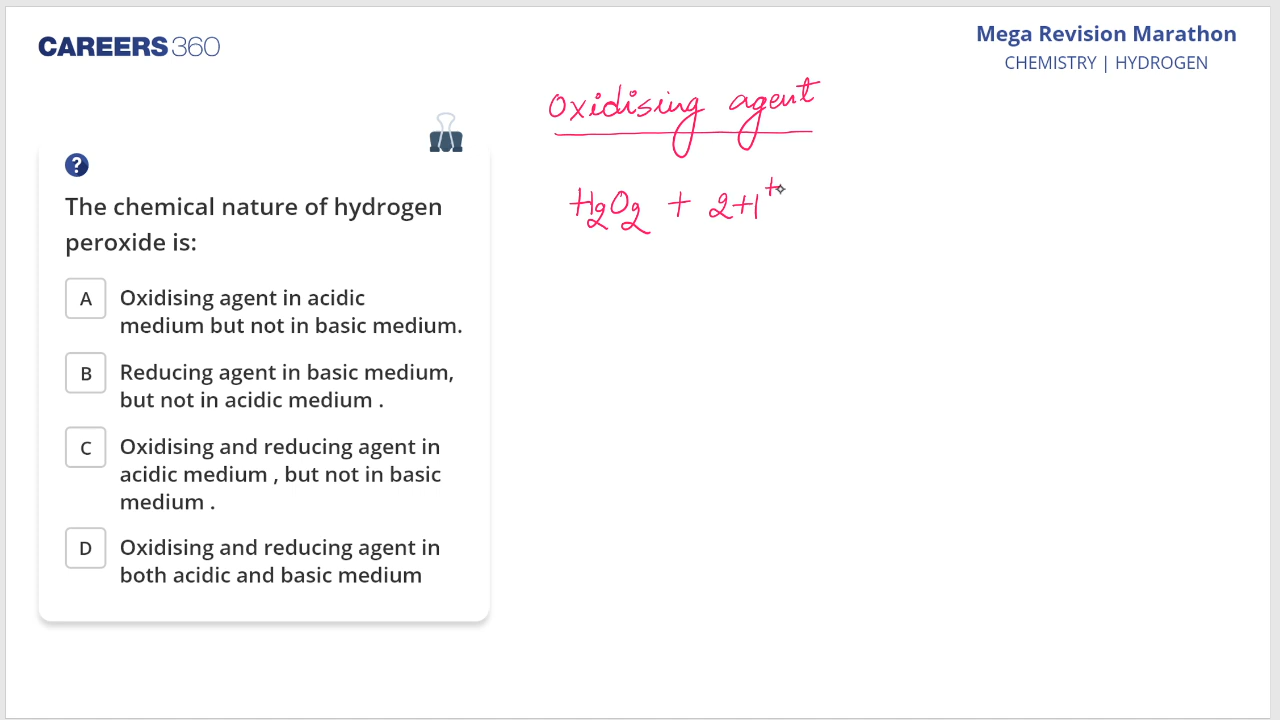 CAREERS360
Mega Revision Marathon
CHEMISTRY | HYDROGEN
Oxidising agent
H2O2 + 2H+
?
The chemical nature of hydrogen
peroxide is:
A Oxidising agent in acidic
medium but not in basic medium.
B Reducing agent in basic medium,
but not in acidic medium .
C Oxidising and reducing agent in
acidic medium , but not in basic
medium .
D Oxidising and reducing agent in
both acidic and basic medium